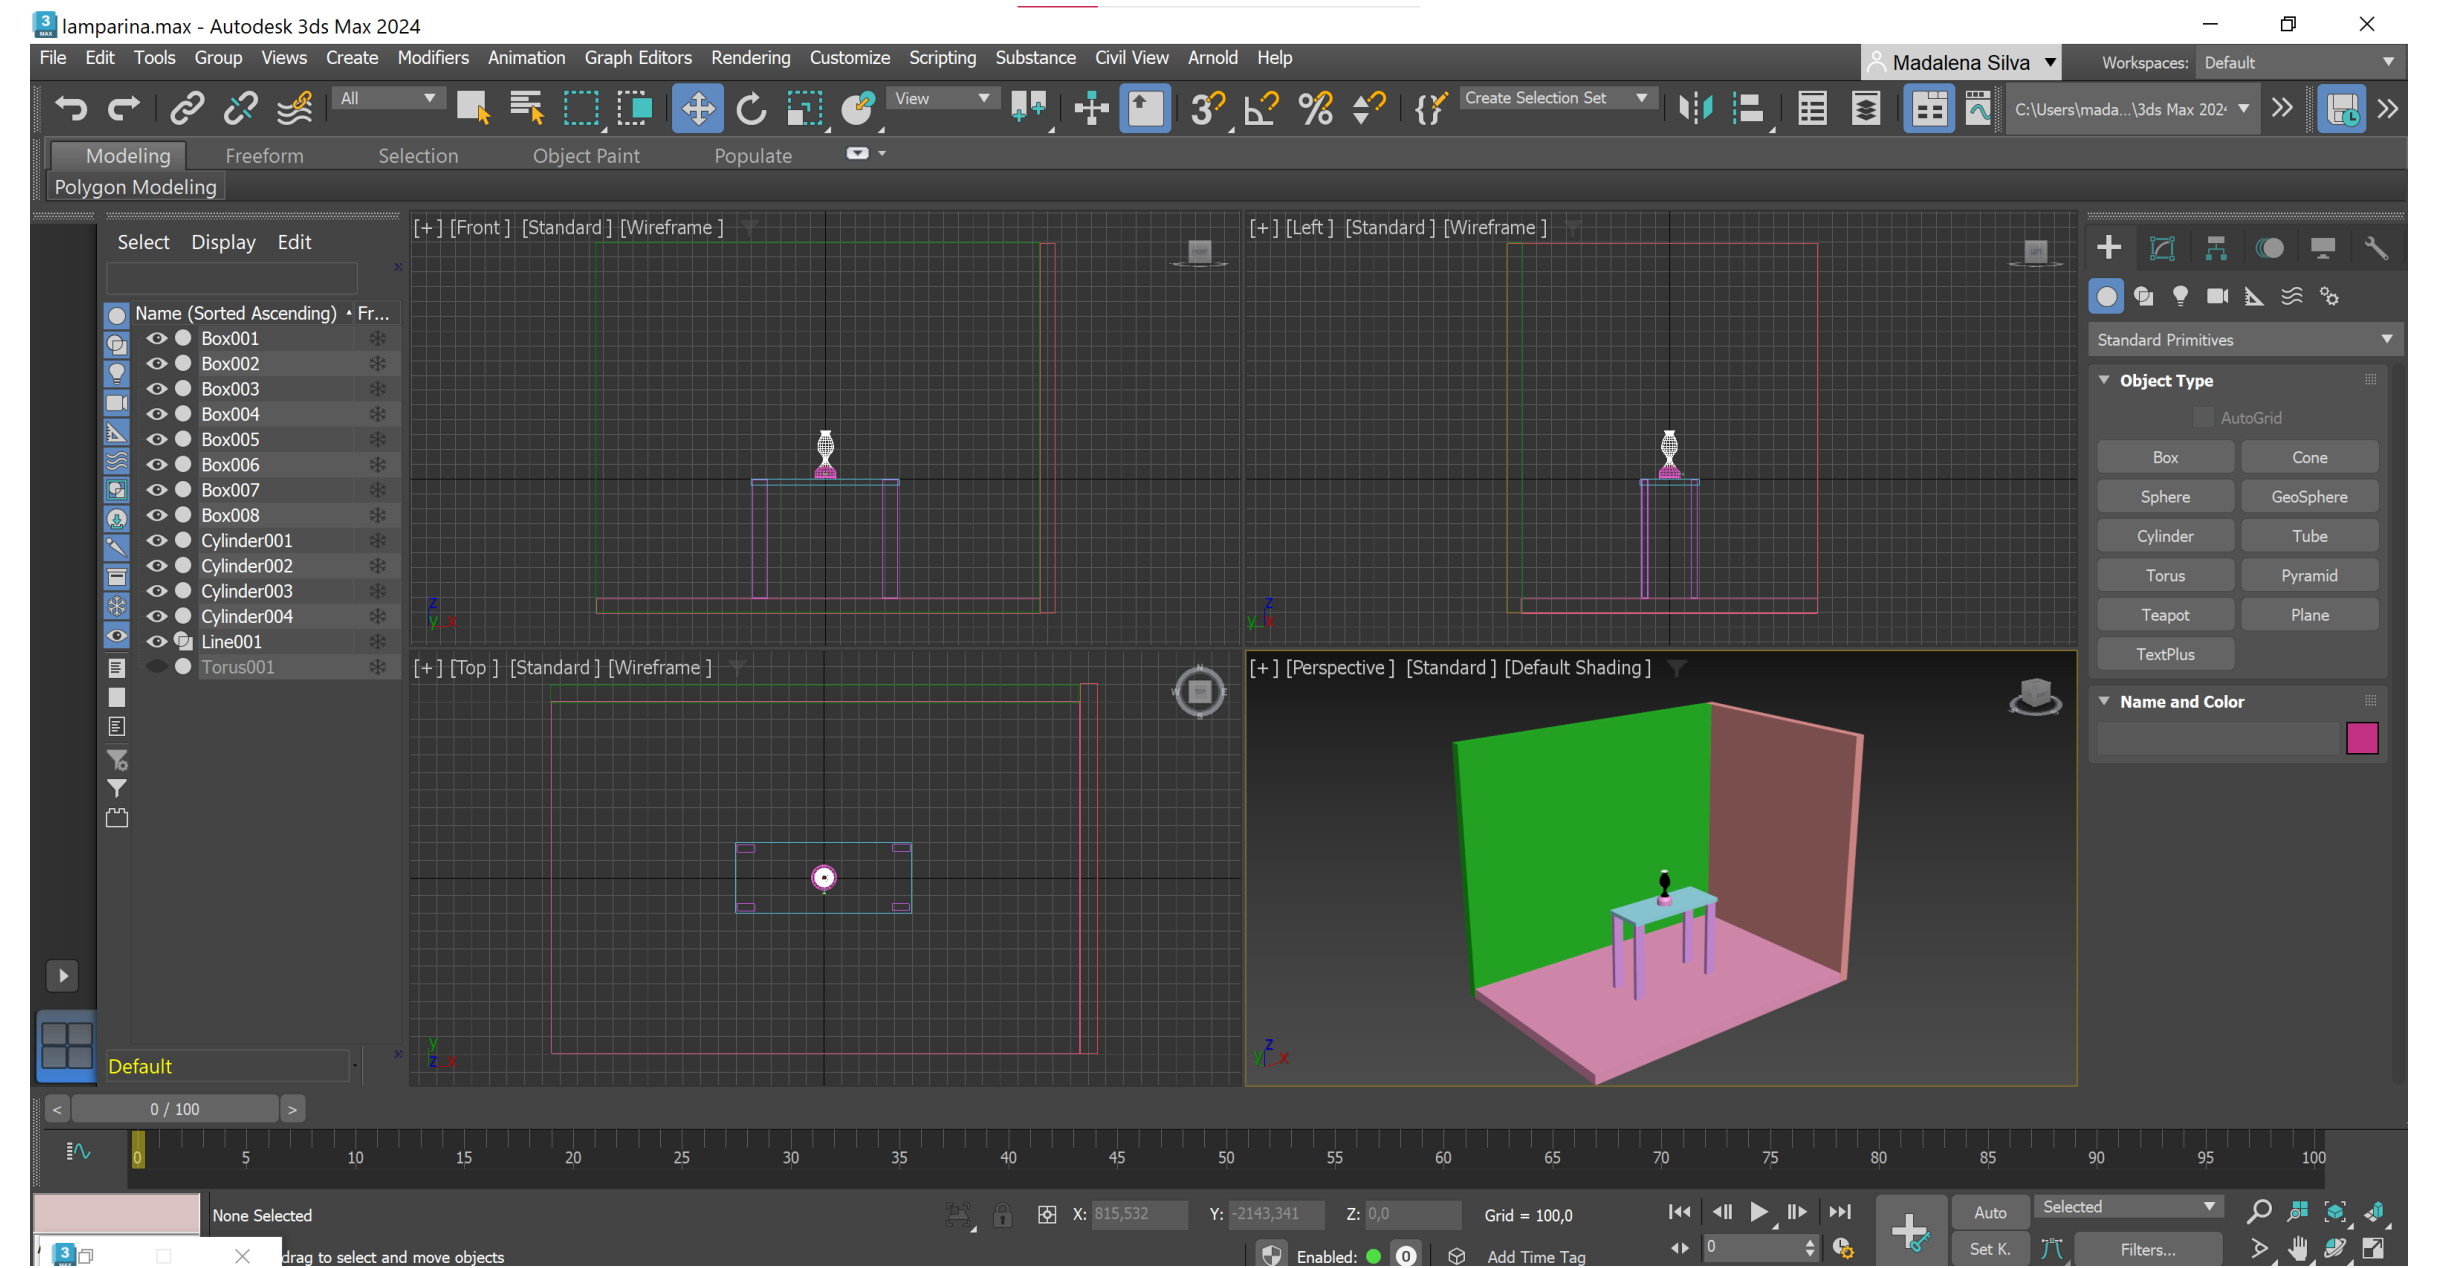 lamparina.max - Autodesk 3ds Max 2024
File Edit Tools Group Views Create Modifiers Animation Graph Editors Rendering Customize Scripting Substance Civil View Arnold Help
Madalena Silva
Workspaces: Default
All
View
Create Selection Set
C:\Users\mada...\3ds Max 202
Modeling Freeform Selection Object Paint Populate
Polygon Modeling
Select Display Edit
Name (Sorted Ascending) Fr...
Box001
Box002
Box003
Box004
Box005
Box006
Box007
Box008
Cylinder001
Cylinder002
Cylinder003
Cylinder004
Line001
Torus001
Default
[+] [Front ] [Standard ] [Wireframe ]
FRONT
z
y x
[+] [Left ] [Standard ] [Wireframe ]
LEFT
z
y x
[+] [Top ] [Standard ] [Wireframe ]
N
W TOP E
S
y
z x
[+] [Perspective ] [Standard ] [Default Shading ]
z
y x
Standard Primitives
Object Type
AutoGrid
Box Cone
Sphere GeoSphere
Cylinder Tube
Torus Pyramid
Teapot Plane
TextPlus
Name and Color
< 0 / 100 >
0 5 10 15 20 25 30 35 40 45 50 55 60 65 70 75 80 85 90 95 100
None Selected
X: 815,532 Y: -2143,341 Z: 0,0 Grid = 100,0
Auto Selected
drag to select and move objects
Enabled: 0 Add Time Tag
0
Set K. Filters...